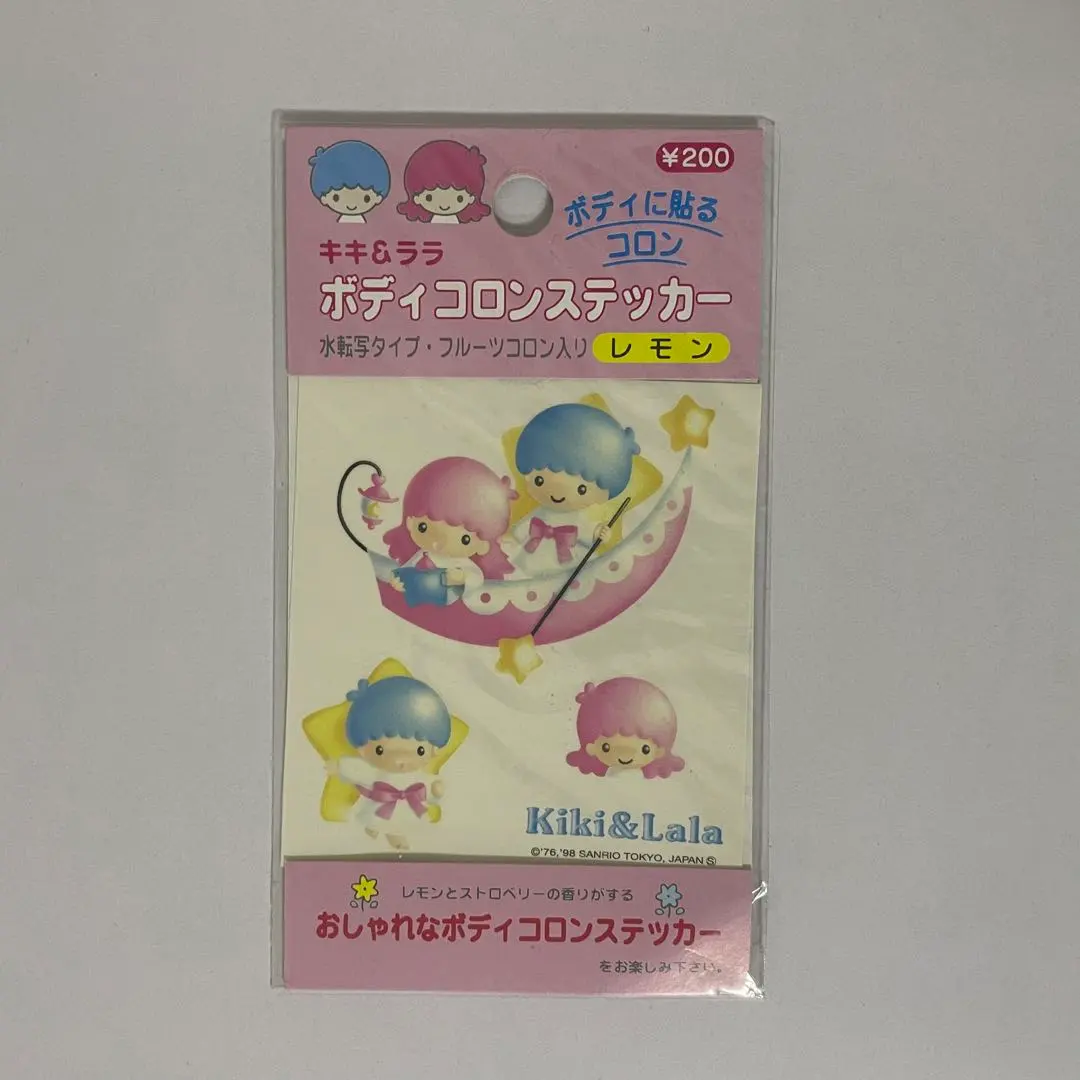 ¥200
ボディに貼る
コロン
キキ&ララ
ボディコロンステッカー
水転写タイプ・フルーツコロン入り レモン
Kiki&Lala
©'76,'98 SANRIO TOKYO, JAPAN Ⓢ
レモンとストロベリーの香りがする
おしゃれなボディコロンステッカー
をお楽しみ下さい。